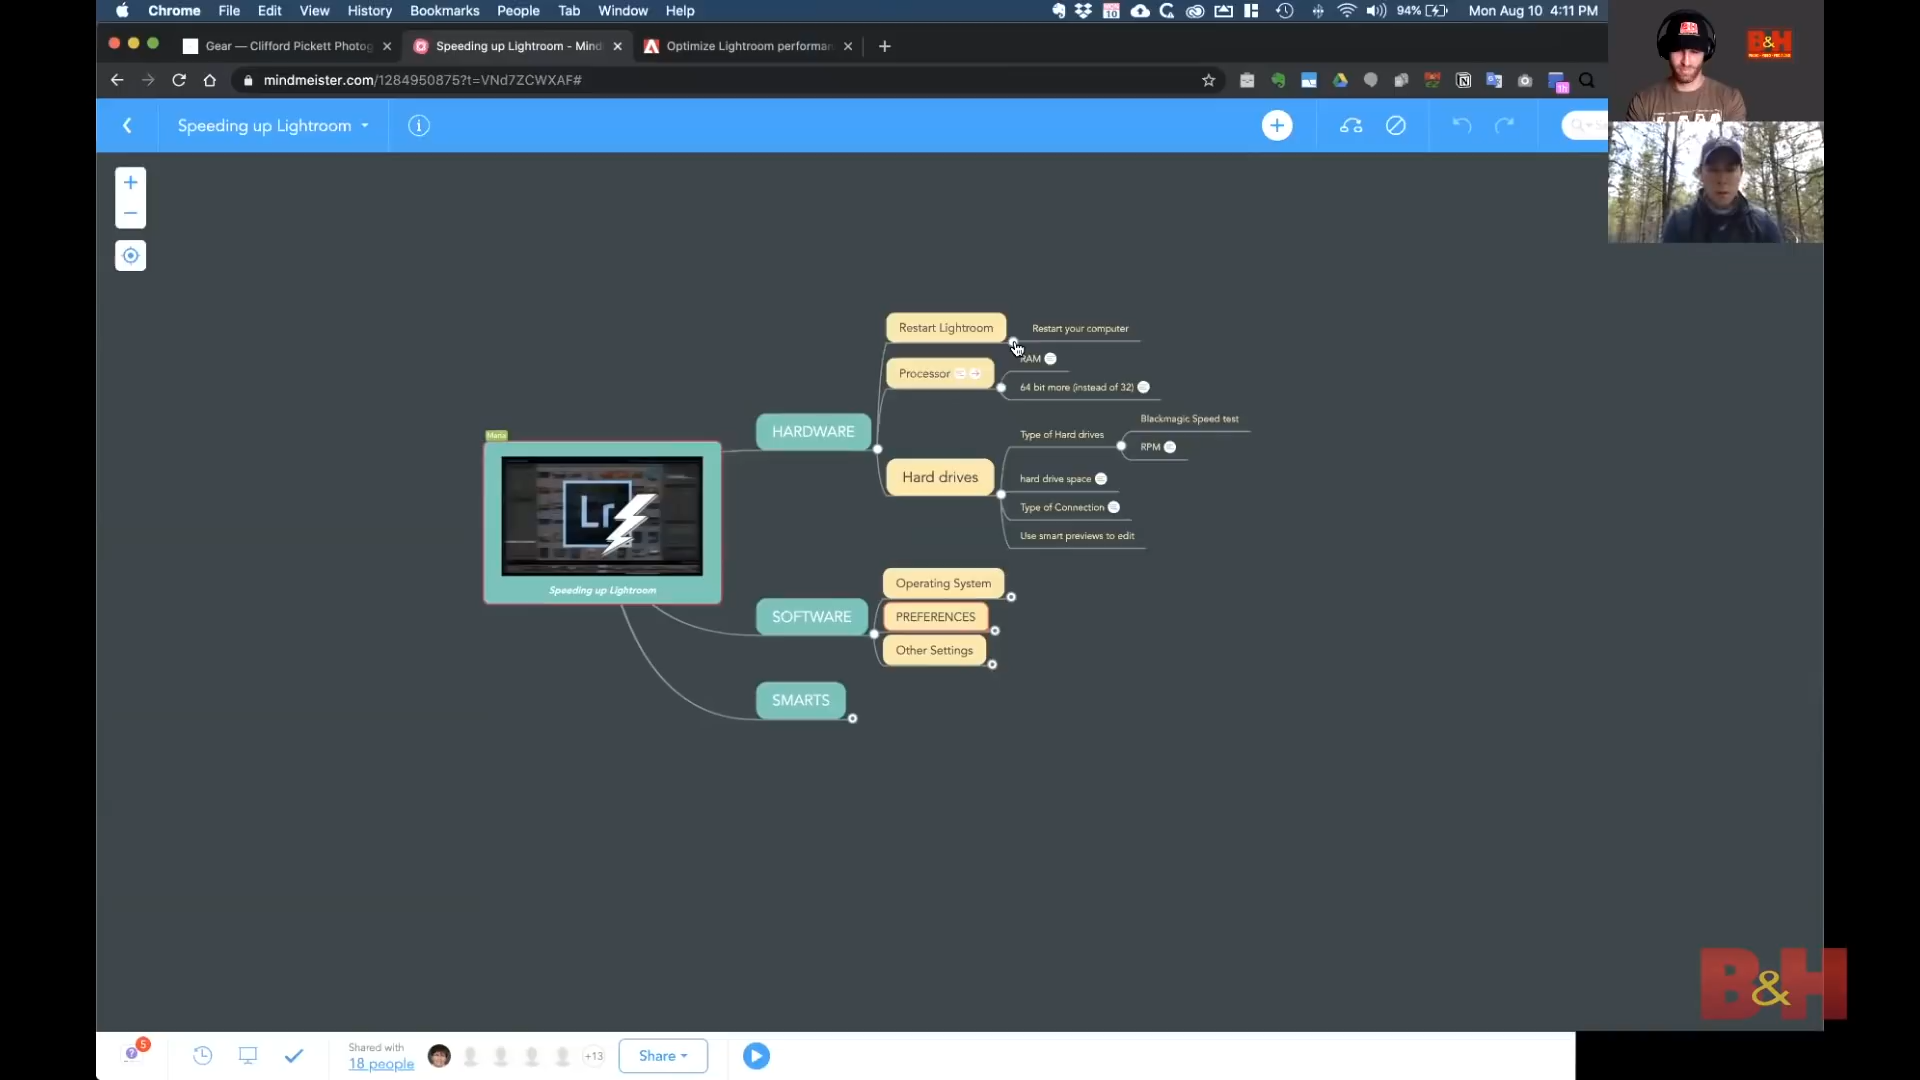 Chrome File Edit View History Bookmarks People Tab Window Help
94% Mon Aug 10 4:11 PM
Gear — Clifford Pickett Photog
Speeding up Lightroom - Mind
Optimize Lightroom performan
mindmeister.com/1284950875?t=VNd7ZCWXAF#
B&H
Speeding up Lightroom
Restart Lightroom
Restart your computer
RAM
Processor
64 bit more (instead of 32)
HARDWARE
Blackmagic Speed test
Type of Hard drives
RPM
Hard drives
hard drive space
Type of Connection
Use smart previews to edit
Maria
Lr
Speeding up Lightroom
Operating System
SOFTWARE
PREFERENCES
Other Settings
SMARTS
B&H
5
Shared with
18 people
+13
Share